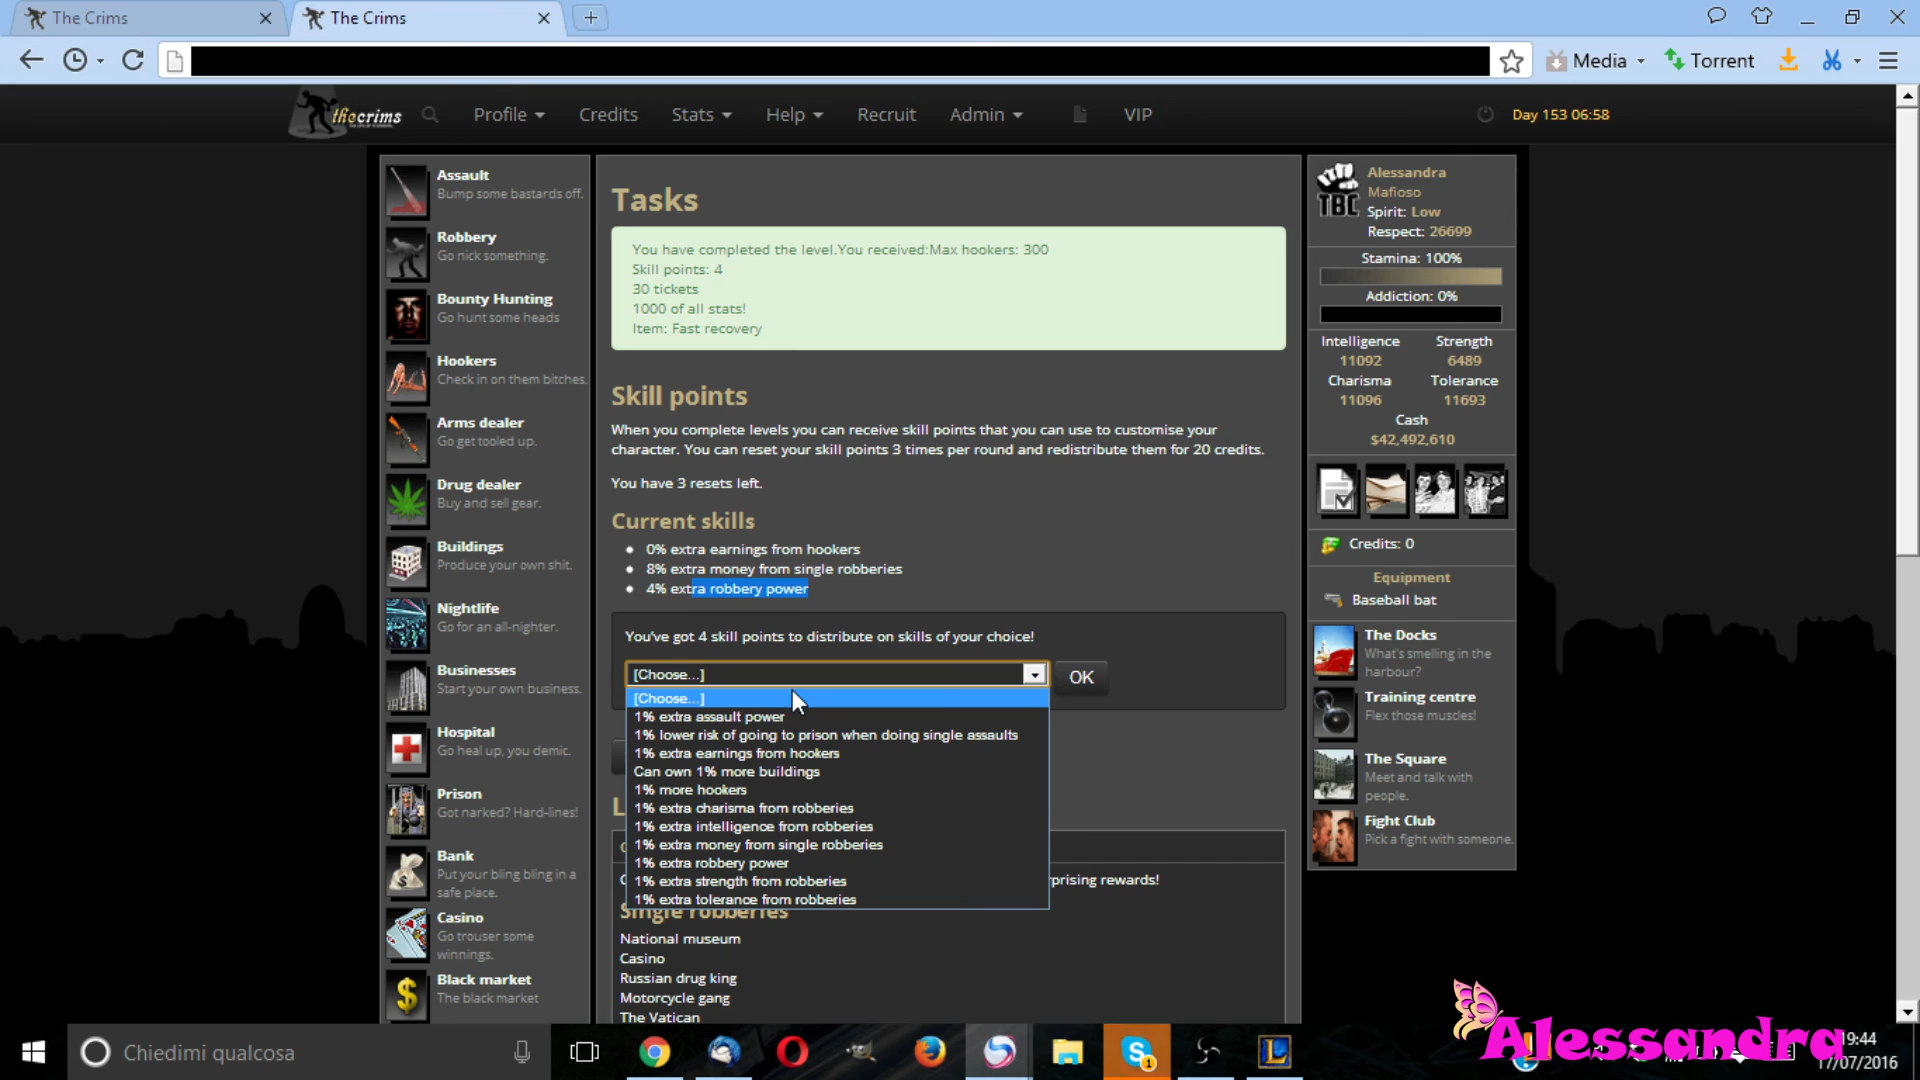 The Crims
The Crims
Media
Torrent
thecrims
Profile
Credits
Stats
Help
Recruit
Admin
VIP
Day 153 06:58
Assault
Bump some bastards off.
Robbery
Go nick something.
Bounty Hunting
Go hunt some heads
Hookers
Check in on them bitches.
Arms dealer
Go get tooled up.
Drug dealer
Buy and sell gear.
Buildings
Produce your own shit.
Nightlife
Go for an all-nighter.
Businesses
Start your own business.
Hospital
Go heal up, you demic.
Prison
Got narked? Hard-lines!
Bank
Put your bling bling in a
safe place.
Casino
Go trouser some
winnings.
Black market
The black market
Tasks
You have completed the level.You received:Max hookers: 300
Skill points: 4
30 tickets
1000 of all stats!
Item: Fast recovery
Skill points
When you complete levels you can receive skill points that you can use to customise your
character. You can reset your skill points 3 times per round and redistribute them for 20 credits.
You have 3 resets left.
Current skills
0% extra earnings from hookers
8% extra money from single robberies
4% extra robbery power
You've got 4 skill points to distribute on skills of your choice!
[Choose...]
OK
[Choose...]
1% extra assault power
1% lower risk of going to prison when doing single assaults
1% extra earnings from hookers
Can own 1% more buildings
1% more hookers
1% extra charisma from robberies
1% extra intelligence from robberies
1% extra money from single robberies
1% extra robbery power
1% extra strength from robberies
1% extra tolerance from robberies
rewards!
Single robberies
National museum
Casino
Russian drug king
Motorcycle gang
The Vatican
TBC
Alessandra
Mafioso
Spirit: Low
Respect: 26699
Stamina: 100%
Addiction: 0%
Intelligence
Strength
11092
6489
Charisma
Tolerance
11096
11693
Cash
$42,492,610
Credits: 0
Equipment
Baseball bat
The Docks
What's smelling in the
harbour?
Training centre
Flex those muscles!
The Square
Meet and talk with
people.
Fight Club
Pick a fight with someone.
Chiedimi qualcosa
Alessandra
19:44
17/07/2016